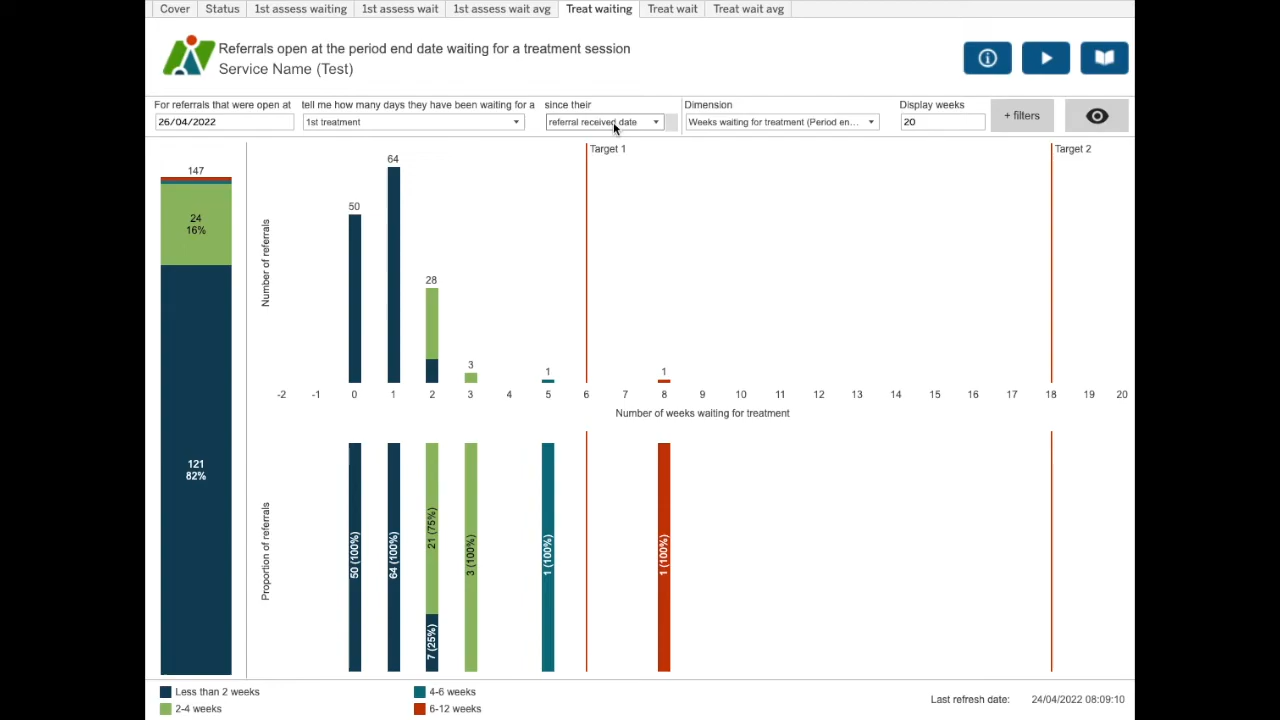 Cover Status 1st assess waiting 1st assess wait 1st assess wait avg Treat waiting Treat wait Treat wait avg
Referrals open at the period end date waiting for a treatment session
Service Name (Test)
For referrals that were open at tell me how many days they have been waiting for a since their Dimension Display weeks
26/04/2022 1st treatment referral received date Weeks waiting for treatment (Period en... 20 + filters
Target 1 Target 2
147
24
16%
121
82%
Number of referrals
50 64 28 3 1 1
-2 -1 0 1 2 3 4 5 6 7 8 9 10 11 12 13 14 15 16 17 18 19 20
Number of weeks waiting for treatment
Proportion of referrals
50 (100%)
64 (100%)
21 (75%)
7 (25%)
3 (100%)
1 (100%)
1 (100%)
Less than 2 weeks 4-6 weeks
2-4 weeks 6-12 weeks
Last refresh date: 24/04/2022 08:09:10